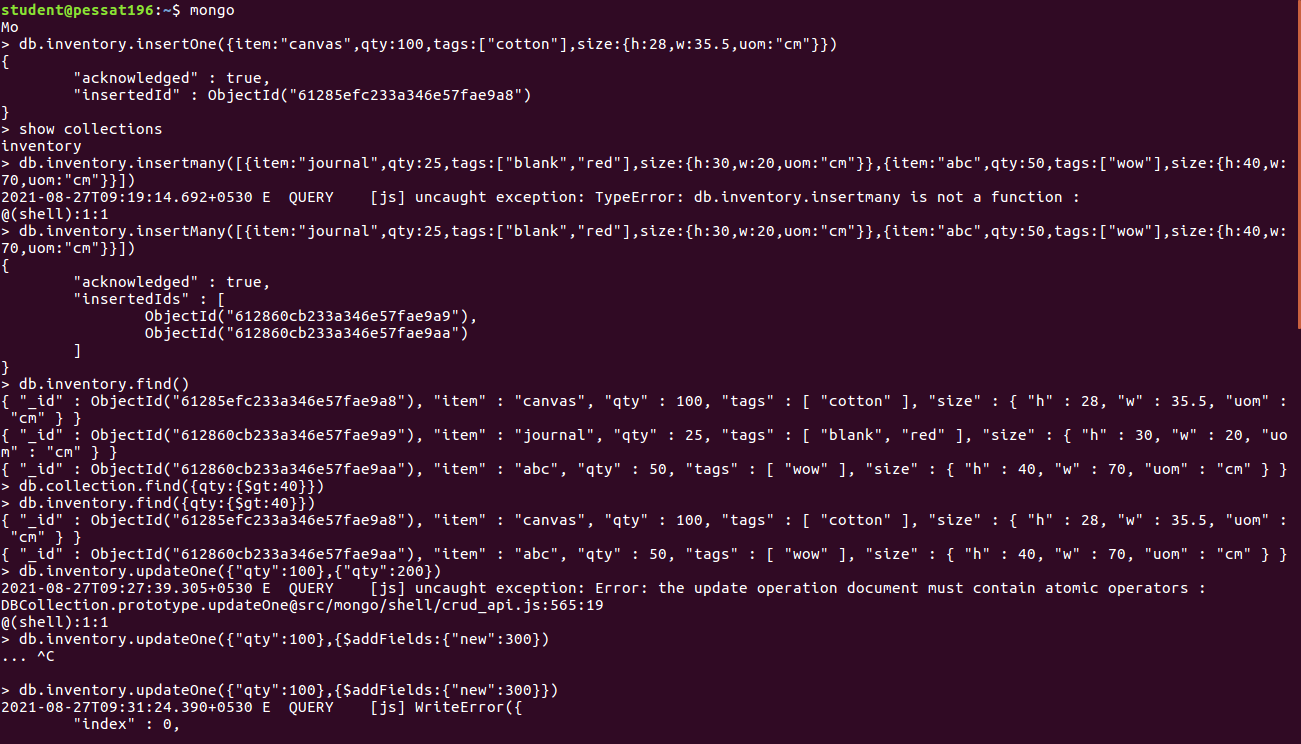 student@pessat196:~$ mongo
Mo
> db.inventory.insertOne({item:"canvas",qty:100,tags:["cotton"],size:{h:28,w:35.5,uom:"cm"}})
{
        "acknowledged" : true,
        "insertedId" : ObjectId("61285efc233a346e57fae9a8")
}
> show collections
inventory
> db.inventory.insertmany([{item:"journal",qty:25,tags:["blank","red"],size:{h:30,w:20,uom:"cm"}},{item:"abc",qty:50,tags:["wow"],size:{h:40,w:
70,uom:"cm"}}])
2021-08-27T09:19:14.692+0530 E  QUERY    [js] uncaught exception: TypeError: db.inventory.insertmany is not a function :
@(shell):1:1
> db.inventory.insertMany([{item:"journal",qty:25,tags:["blank","red"],size:{h:30,w:20,uom:"cm"}},{item:"abc",qty:50,tags:["wow"],size:{h:40,w:
70,uom:"cm"}}])
{
        "acknowledged" : true,
        "insertedIds" : [
                ObjectId("612860cb233a346e57fae9a9"),
                ObjectId("612860cb233a346e57fae9aa")
        ]
}
> db.inventory.find()
{ "_id" : ObjectId("61285efc233a346e57fae9a8"), "item" : "canvas", "qty" : 100, "tags" : [ "cotton" ], "size" : { "h" : 28, "w" : 35.5, "uom" :
 "cm" } }
{ "_id" : ObjectId("612860cb233a346e57fae9a9"), "item" : "journal", "qty" : 25, "tags" : [ "blank", "red" ], "size" : { "h" : 30, "w" : 20, "uo
m" : "cm" } }
{ "_id" : ObjectId("612860cb233a346e57fae9aa"), "item" : "abc", "qty" : 50, "tags" : [ "wow" ], "size" : { "h" : 40, "w" : 70, "uom" : "cm" } }
> db.collection.find({qty:{$gt:40}})
> db.inventory.find({qty:{$gt:40}})
{ "_id" : ObjectId("61285efc233a346e57fae9a8"), "item" : "canvas", "qty" : 100, "tags" : [ "cotton" ], "size" : { "h" : 28, "w" : 35.5, "uom" :
 "cm" } }
{ "_id" : ObjectId("612860cb233a346e57fae9aa"), "item" : "abc", "qty" : 50, "tags" : [ "wow" ], "size" : { "h" : 40, "w" : 70, "uom" : "cm" } }
> db.inventory.updateOne({"qty":100},{"qty":200})
2021-08-27T09:27:39.305+0530 E  QUERY    [js] uncaught exception: Error: the update operation document must contain atomic operators :
DBCollection.prototype.updateOne@src/mongo/shell/crud_api.js:565:19
@(shell):1:1
> db.inventory.updateOne({"qty":100},{$addFields:{"new":300})
... ^C
> db.inventory.updateOne({"qty":100},{$addFields:{"new":300}})
2021-08-27T09:31:24.390+0530 E  QUERY    [js] WriteError({
        "index" : 0,